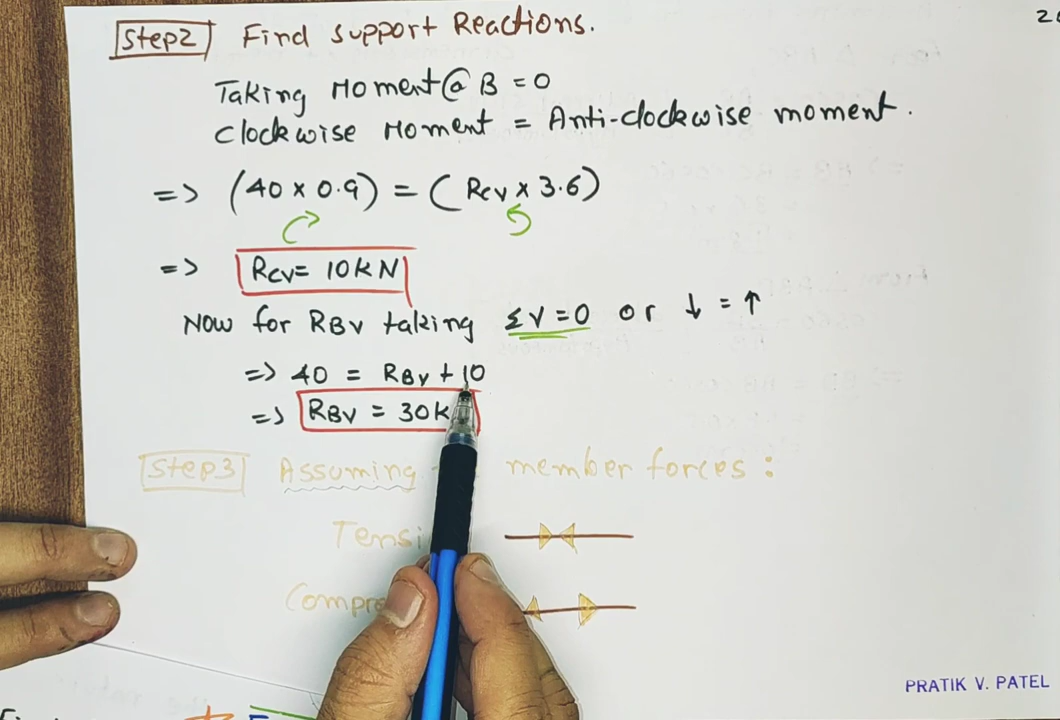 Step2 Find support Reactions.
Taking Moment @ B = 0
Clockwise Moment = Anti-clockwise moment.
=> (40 x 0.9) = (Rcv x 3.6)
=> Rcv = 10kN
Now for RBV taking ΣV=0 or ↓ = ↑
=> 40 = RBV + 10
=> RBV = 30k
Step3 Assuming member forces:
PRATIK V. PATEL